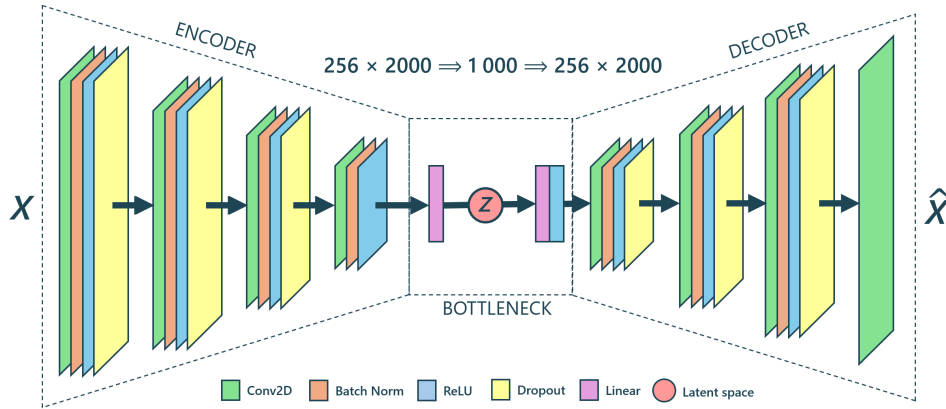 ENCODER
DECODER
256 × 2000 ⟹ 1 000 ⟹ 256 × 2000
X
Z
X̂
BOTTLENECK
Conv2D
Batch Norm
ReLU
Dropout
Linear
Latent space